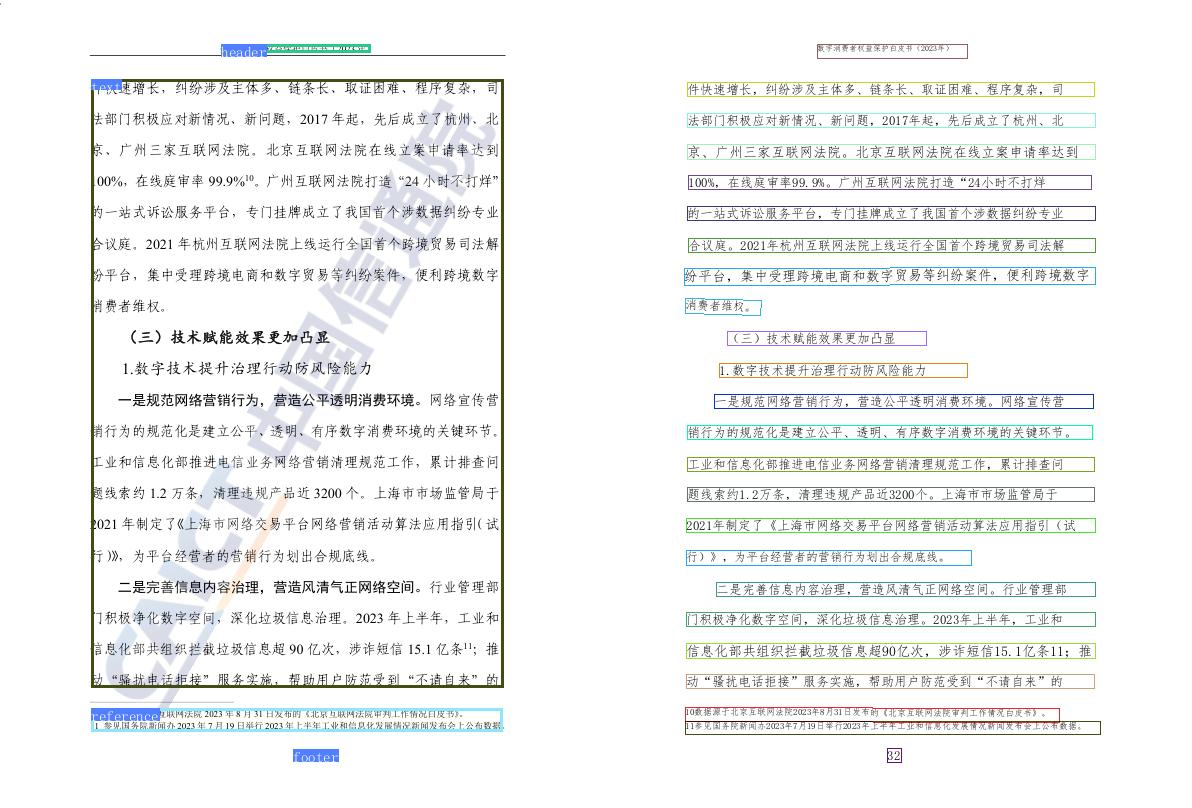 header
text
件快速增长，纠纷涉及主体多、链条长、取证困难、程序复杂，司
法部门积极应对新情况、新问题，2017 年起，先后成立了杭州、北
京、广州三家互联网法院。北京互联网法院在线立案申请率达到
100%，在线庭审率 99.9%¹⁰。广州互联网法院打造 “24 小时不打烊”
的一站式诉讼服务平台，专门挂牌成立了我国首个涉数据纠纷专业
合议庭。2021 年杭州互联网法院上线运行全国首个跨境贸易司法解
纷平台，集中受理跨境电商和数字贸易等纠纷案件，便利跨境数字
消费者维权。
（三）技术赋能效果更加凸显
1.数字技术提升治理行动防风险能力
一是规范网络营销行为，营造公平透明消费环境。网络宣传营
销行为的规范化是建立公平、透明、有序数字消费环境的关键环节。
工业和信息化部推进电信业务网络营销清理规范工作，累计排查问
题线索约 1.2 万条，清理违规产品近 3200 个。上海市市场监管局于
2021 年制定了《上海市网络交易平台网络营销活动算法应用指引（试
行）》，为平台经营者的营销行为划出合规底线。
二是完善信息内容治理，营造风清气正网络空间。行业管理部
门积极净化数字空间，深化垃圾信息治理。2023 年上半年，工业和
信息化部共组织拦截垃圾信息超 90 亿次，涉诈短信 15.1 亿条¹¹；推
动 “骚扰电话拒接” 服务实施，帮助用户防范受到 “不请自来” 的
reference
互联网法院 2023 年 8 月 31 日发布的《北京互联网法院审判工作情况白皮书》。
1 参见国务院新闻办 2023 年 7 月 19 日举行 2023 年上半年工业和信息化发展情况新闻发布会上公布数据.
footer
CAICT 中国信通院
数字消费者权益保护白皮书（2023年）
件快速增长，纠纷涉及主体多、链条长、取证困难、程序复杂，司
法部门积极应对新情况、新问题，2017年起，先后成立了杭州、北
京、广州三家互联网法院。北京互联网法院在线立案申请率达到
100%，在线庭审率99.9%。广州互联网法院打造“24小时不打烊
的一站式诉讼服务平台，专门挂牌成立了我国首个涉数据纠纷专业
合议庭。2021年杭州互联网法院上线运行全国首个跨境贸易司法解
纷平台，集中受理跨境电商和数字贸易等纠纷案件，便利跨境数字
消费者维权。
（三）技术赋能效果更加凸显
1.数字技术提升治理行动防风险能力
一是规范网络营销行为，营造公平透明消费环境。网络宣传营
销行为的规范化是建立公平、透明、有序数字消费环境的关键环节。
工业和信息化部推进电信业务网络营销清理规范工作，累计排查问
题线索约1.2万条，清理违规产品近3200个。上海市市场监管局于
2021年制定了《上海市网络交易平台网络营销活动算法应用指引（试
行）》，为平台经营者的营销行为划出合规底线。
二是完善信息内容治理，营造风清气正网络空间。行业管理部
门积极净化数字空间，深化垃圾信息治理。2023年上半年，工业和
信息化部共组织拦截垃圾信息超90亿次，涉诈短信15.1亿条11；推
动“骚扰电话拒接”服务实施，帮助用户防范受到“不请自来”的
10数据源于北京互联网法院2023年8月31日发布的《北京互联网法院审判工作情况白皮书》。
11参见国务院新闻办2023年7月19日举行2023年上半年工业和信息化发展情况新闻发布会上公布数据。
32